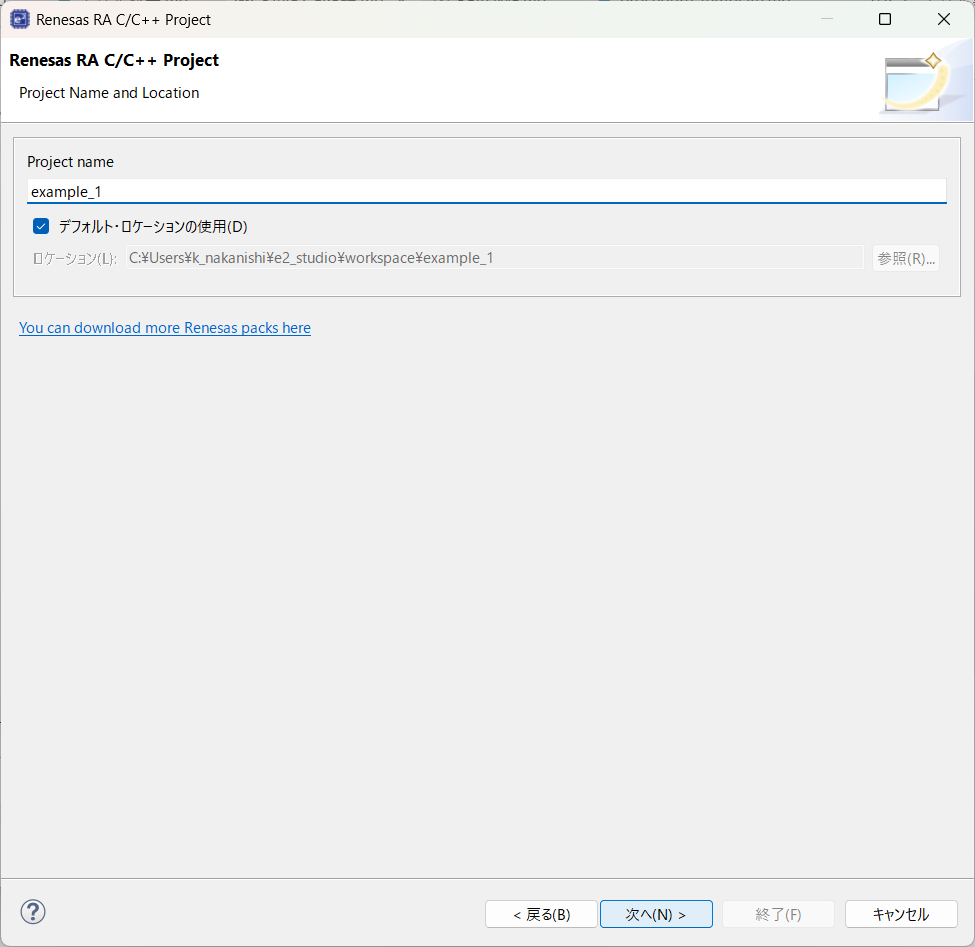 Renesas RA C/C++ Project
Renesas RA C/C++ Project
Project Name and Location
Project name
example_1
デフォルト・ロケーションの使用(D)
ロケーション(L): C:¥Users¥k_nakanishi¥e2_studio¥workspace¥example_1 参照(R)...
You can download more Renesas packs here
< 戻る(B) 次へ(N) > 終了(F) キャンセル